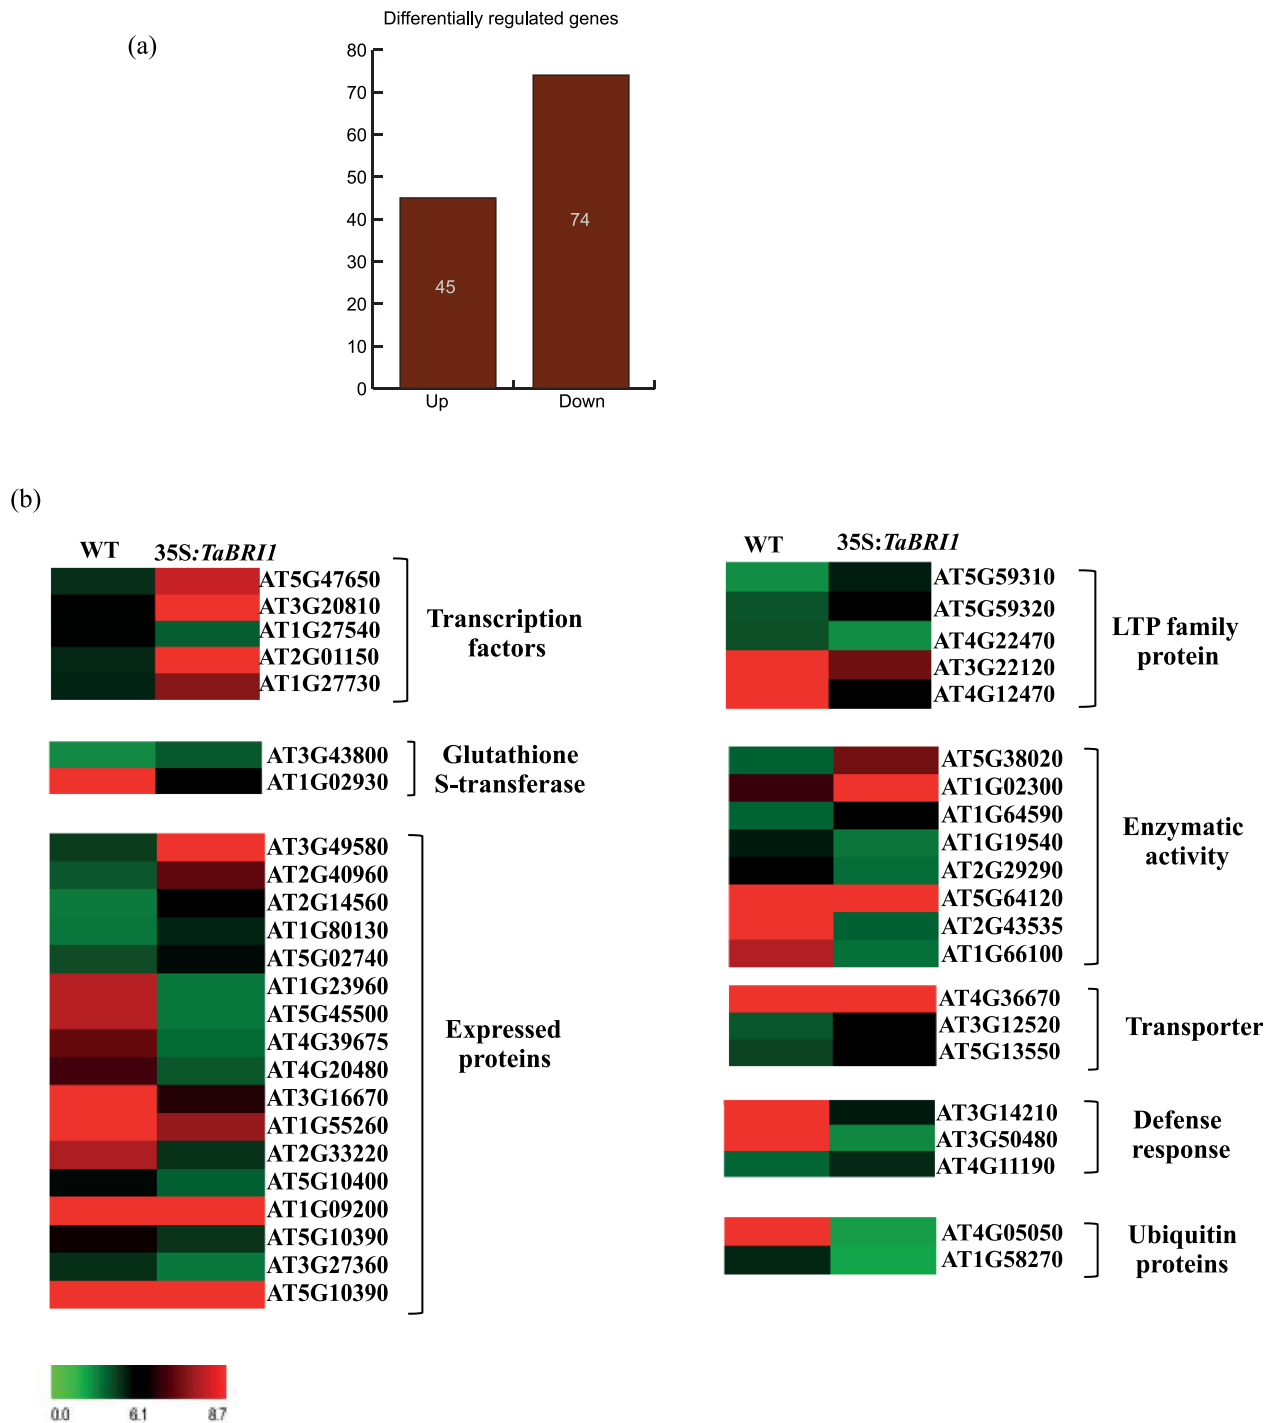 Differentially regulated genes
(a)
80
70
60
50
40
30
20
10
0
45
74
Up
Down
(b)
WT
35S:TaBRI1
AT5G47650
AT3G20810
AT1G27540
AT2G01150
AT1G27730
Transcription
factors
AT3G43800
AT1G02930
Glutathione
S-transferase
AT3G49580
AT2G40960
AT2G14560
AT1G80130
AT5G02740
AT1G23960
AT5G45500
AT4G39675
AT4G20480
AT3G16670
AT1G55260
AT2G33220
AT5G10400
AT1G09200
AT5G10390
AT3G27360
AT5G10390
Expressed
proteins
0.0
6.1
8.7
WT
35S:TaBRI1
AT5G59310
AT5G59320
AT4G22470
AT3G22120
AT4G12470
LTP family
protein
AT5G38020
AT1G02300
AT1G64590
AT1G19540
AT2G29290
AT5G64120
AT2G43535
AT1G66100
Enzymatic
activity
AT4G36670
AT3G12520
AT5G13550
Transporter
AT3G14210
AT3G50480
AT4G11190
Defense
response
AT4G05050
AT1G58270
Ubiquitin
proteins